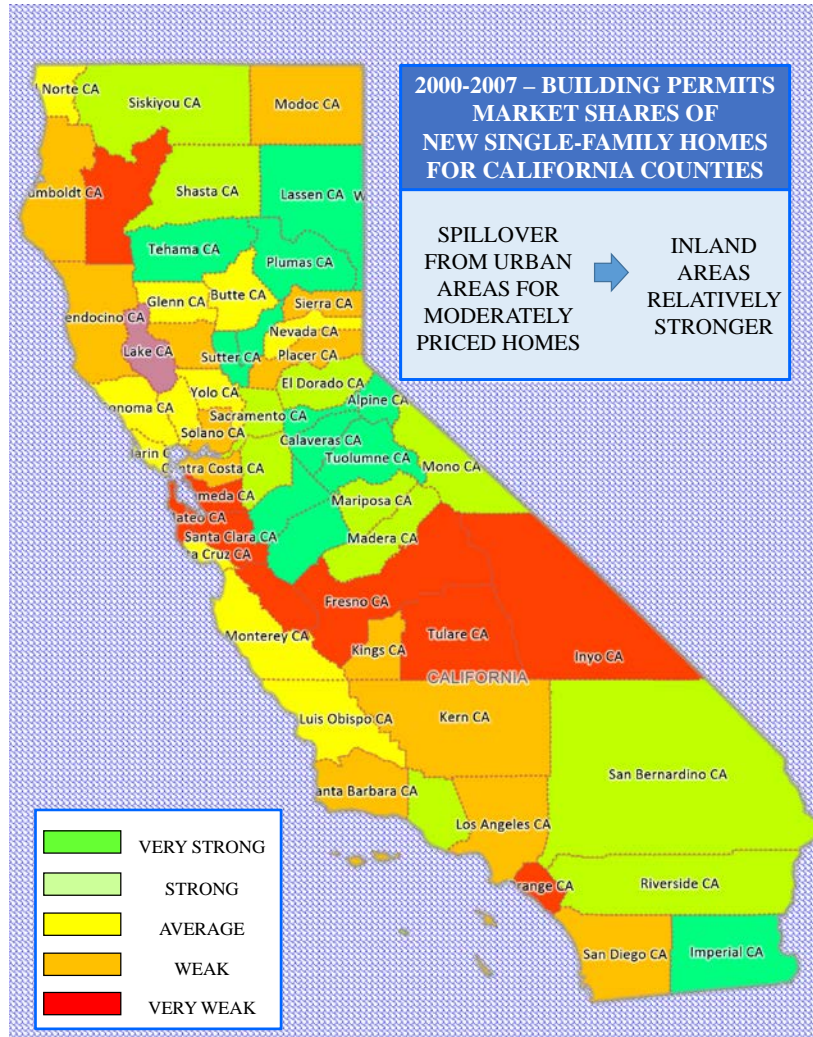 Norte CA
Siskiyou CA
Modoc CA
2000-2007 – BUILDING PERMITS
MARKET SHARES OF
NEW SINGLE-FAMILY HOMES
FOR CALIFORNIA COUNTIES
SPILLOVER
FROM URBAN
AREAS FOR
MODERATELY
PRICED HOMES
INLAND
AREAS
RELATIVELY
STRONGER
umboldt CA
Shasta CA
Lassen CA W
Tehama CA
Plumas CA
Glenn CA
Butte CA
Sierra CA
endocino CA
Nevada CA
Lake CA
Sutter CA
Placer CA
Yolo CA
El Dorado CA
onoma CA
Sacramento CA
Alpine CA
Solano CA
Calaveras CA
arin C
ntra Costa CA
Tuolumne CA
Mono CA
meda CA
Mariposa CA
Mateo CA
Santa Clara CA
Madera CA
ta Cruz CA
Fresno CA
Monterey CA
Tulare CA
Kings CA
Inyo CA
CALIFORNIA
Luis Obispo CA
Kern CA
anta Barbara CA
San Bernardino CA
Los Angeles CA
range CA
Riverside CA
San Diego CA
Imperial CA
VERY STRONG
STRONG
AVERAGE
WEAK
VERY WEAK